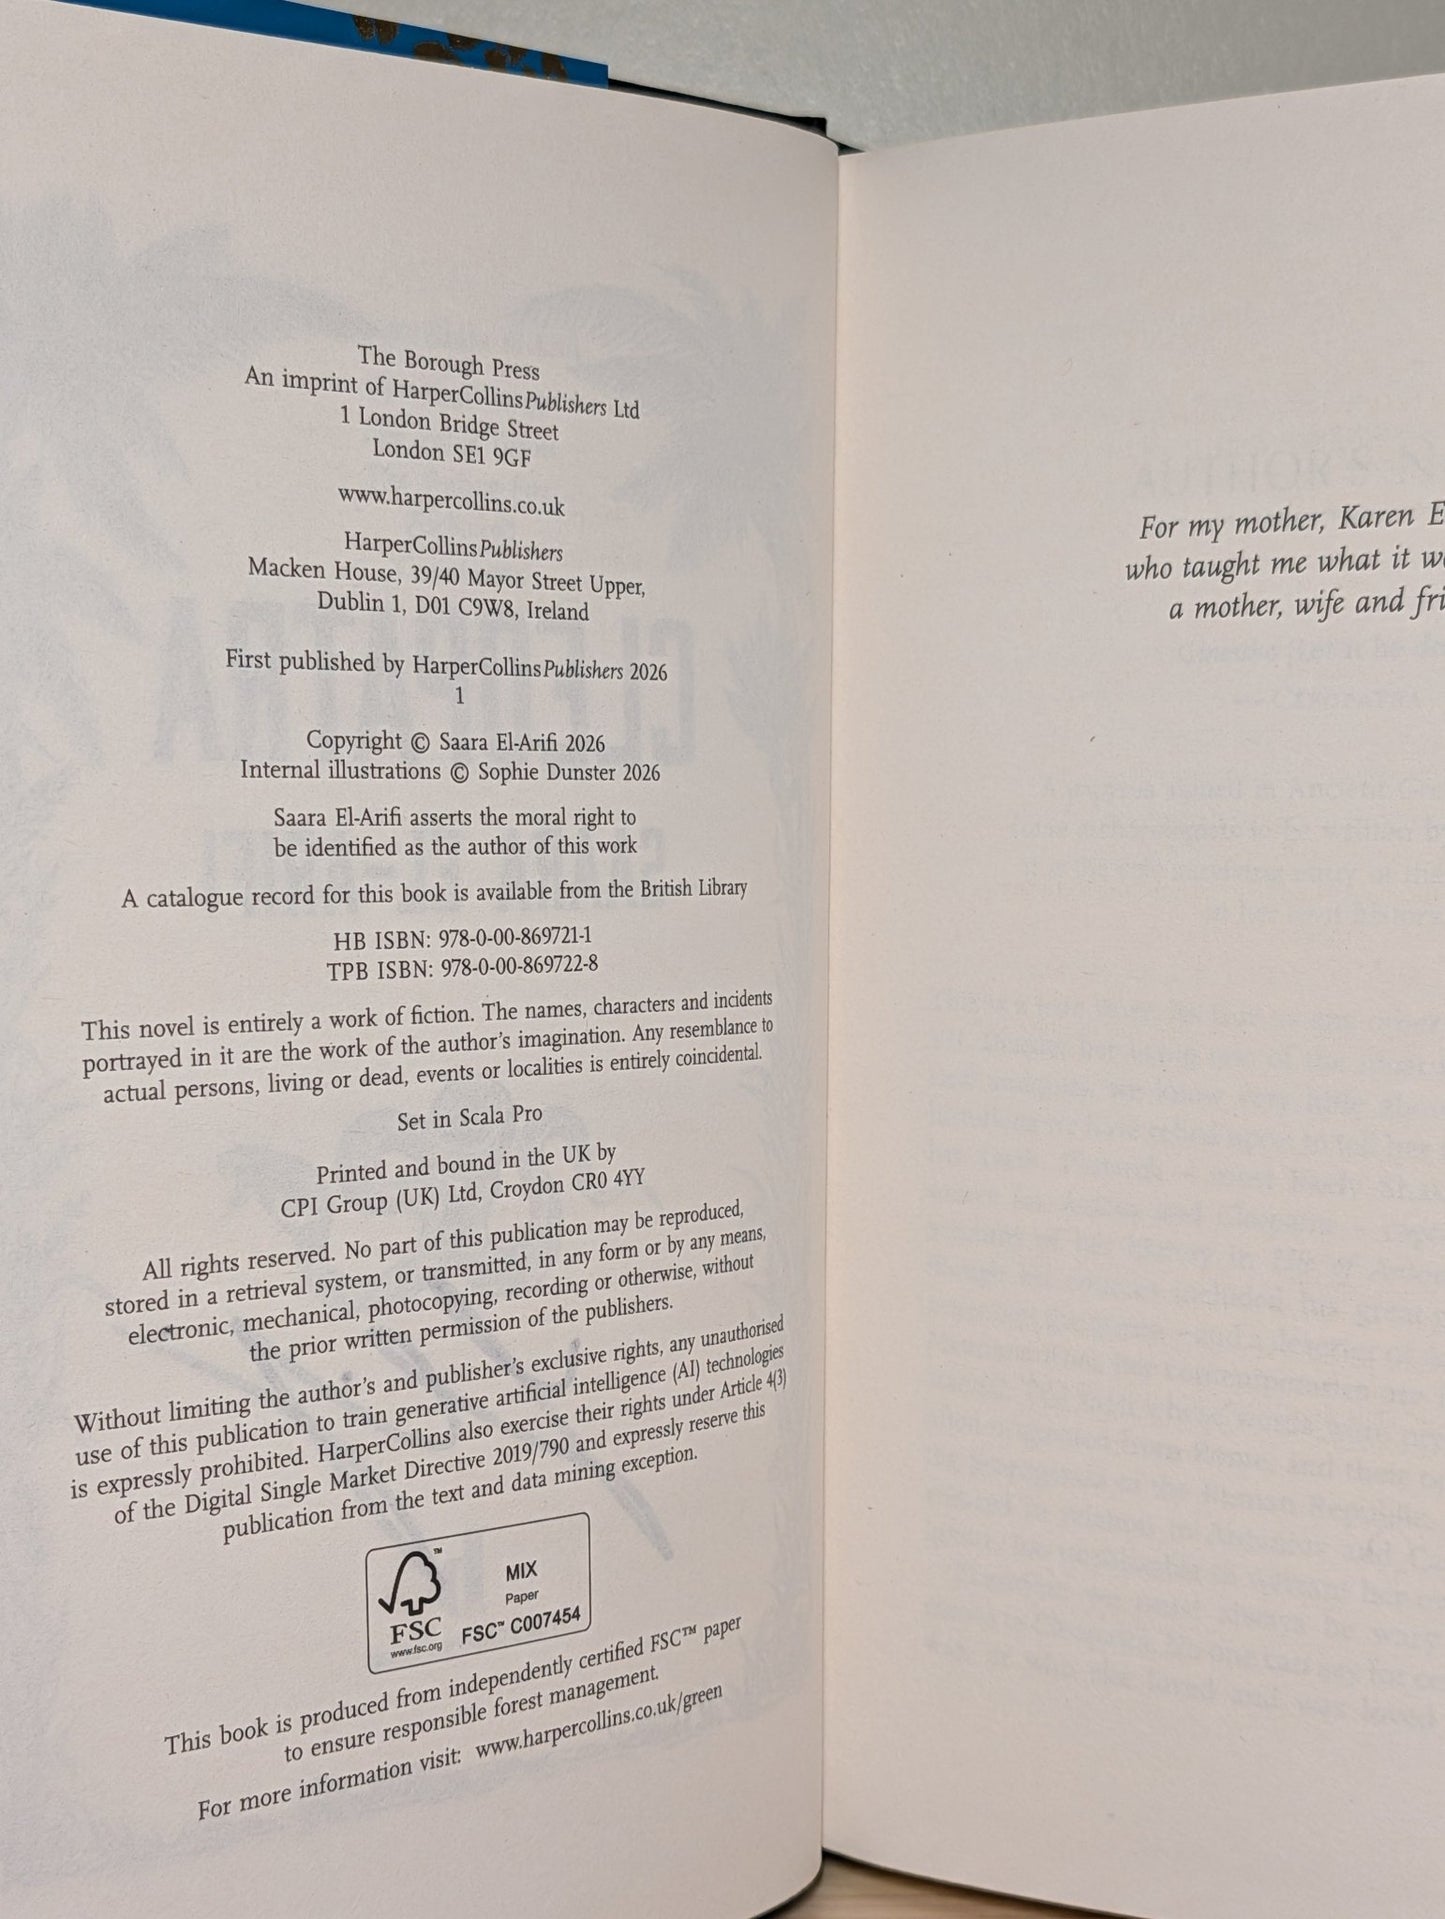 The Borough Press
An imprint of HarperCollinsPublishers Ltd
1 London Bridge Street
London SE1 9GF
www.harpercollins.co.uk
HarperCollinsPublishers
Macken House, 39/40 Mayor Street Upper,
Dublin 1, D01 C9W8, Ireland
First published by HarperCollinsPublishers 2026
1
Copyright © Saara El-Arifi 2026
Internal illustrations © Sophie Dunster 2026
Saara El-Arifi asserts the moral right to
be identified as the author of this work
A catalogue record for this book is available from the British Library
HB ISBN: 978-0-00-869721-1
TPB ISBN: 978-0-00-869722-8
This novel is entirely a work of fiction. The names, characters and incidents
portrayed in it are the work of the author's imagination. Any resemblance to
actual persons, living or dead, events or localities is entirely coincidental.
Set in Scala Pro
Printed and bound in the UK by
CPI Group (UK) Ltd, Croydon CR0 4YY
All rights reserved. No part of this publication may be reproduced,
stored in a retrieval system, or transmitted, in any form or by any means,
electronic, mechanical, photocopying, recording or otherwise, without
the prior written permission of the publishers.
Without limiting the author's and publisher's exclusive rights, any unauthorised
use of this publication to train generative artificial intelligence (AI) technologies
is expressly prohibited. HarperCollins also exercise their rights under Article 4(3)
of the Digital Single Market Directive 2019/790 and expressly reserve this
publication from the text and data mining exception.
FSC
www.fsc.org
MIX
Paper
FSC™ C007454
This book is produced from independently certified FSC™ paper
to ensure responsible forest management.
For more information visit: www.harpercollins.co.uk/green
For my mother, Karen E
who taught me what it
a mother, wife and